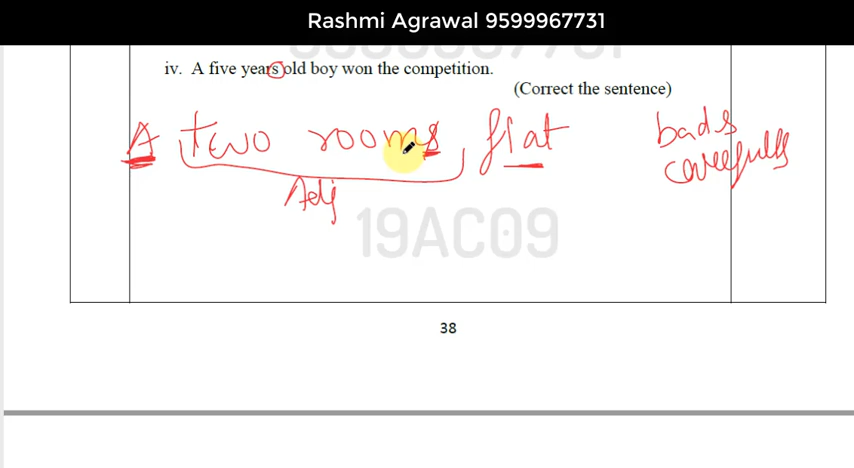 Rashmi Agrawal 9599967731
iv. A five years old boy won the competition.
(Correct the sentence)
A two rooms flat
bads
carefully
Adj
19AC09
38